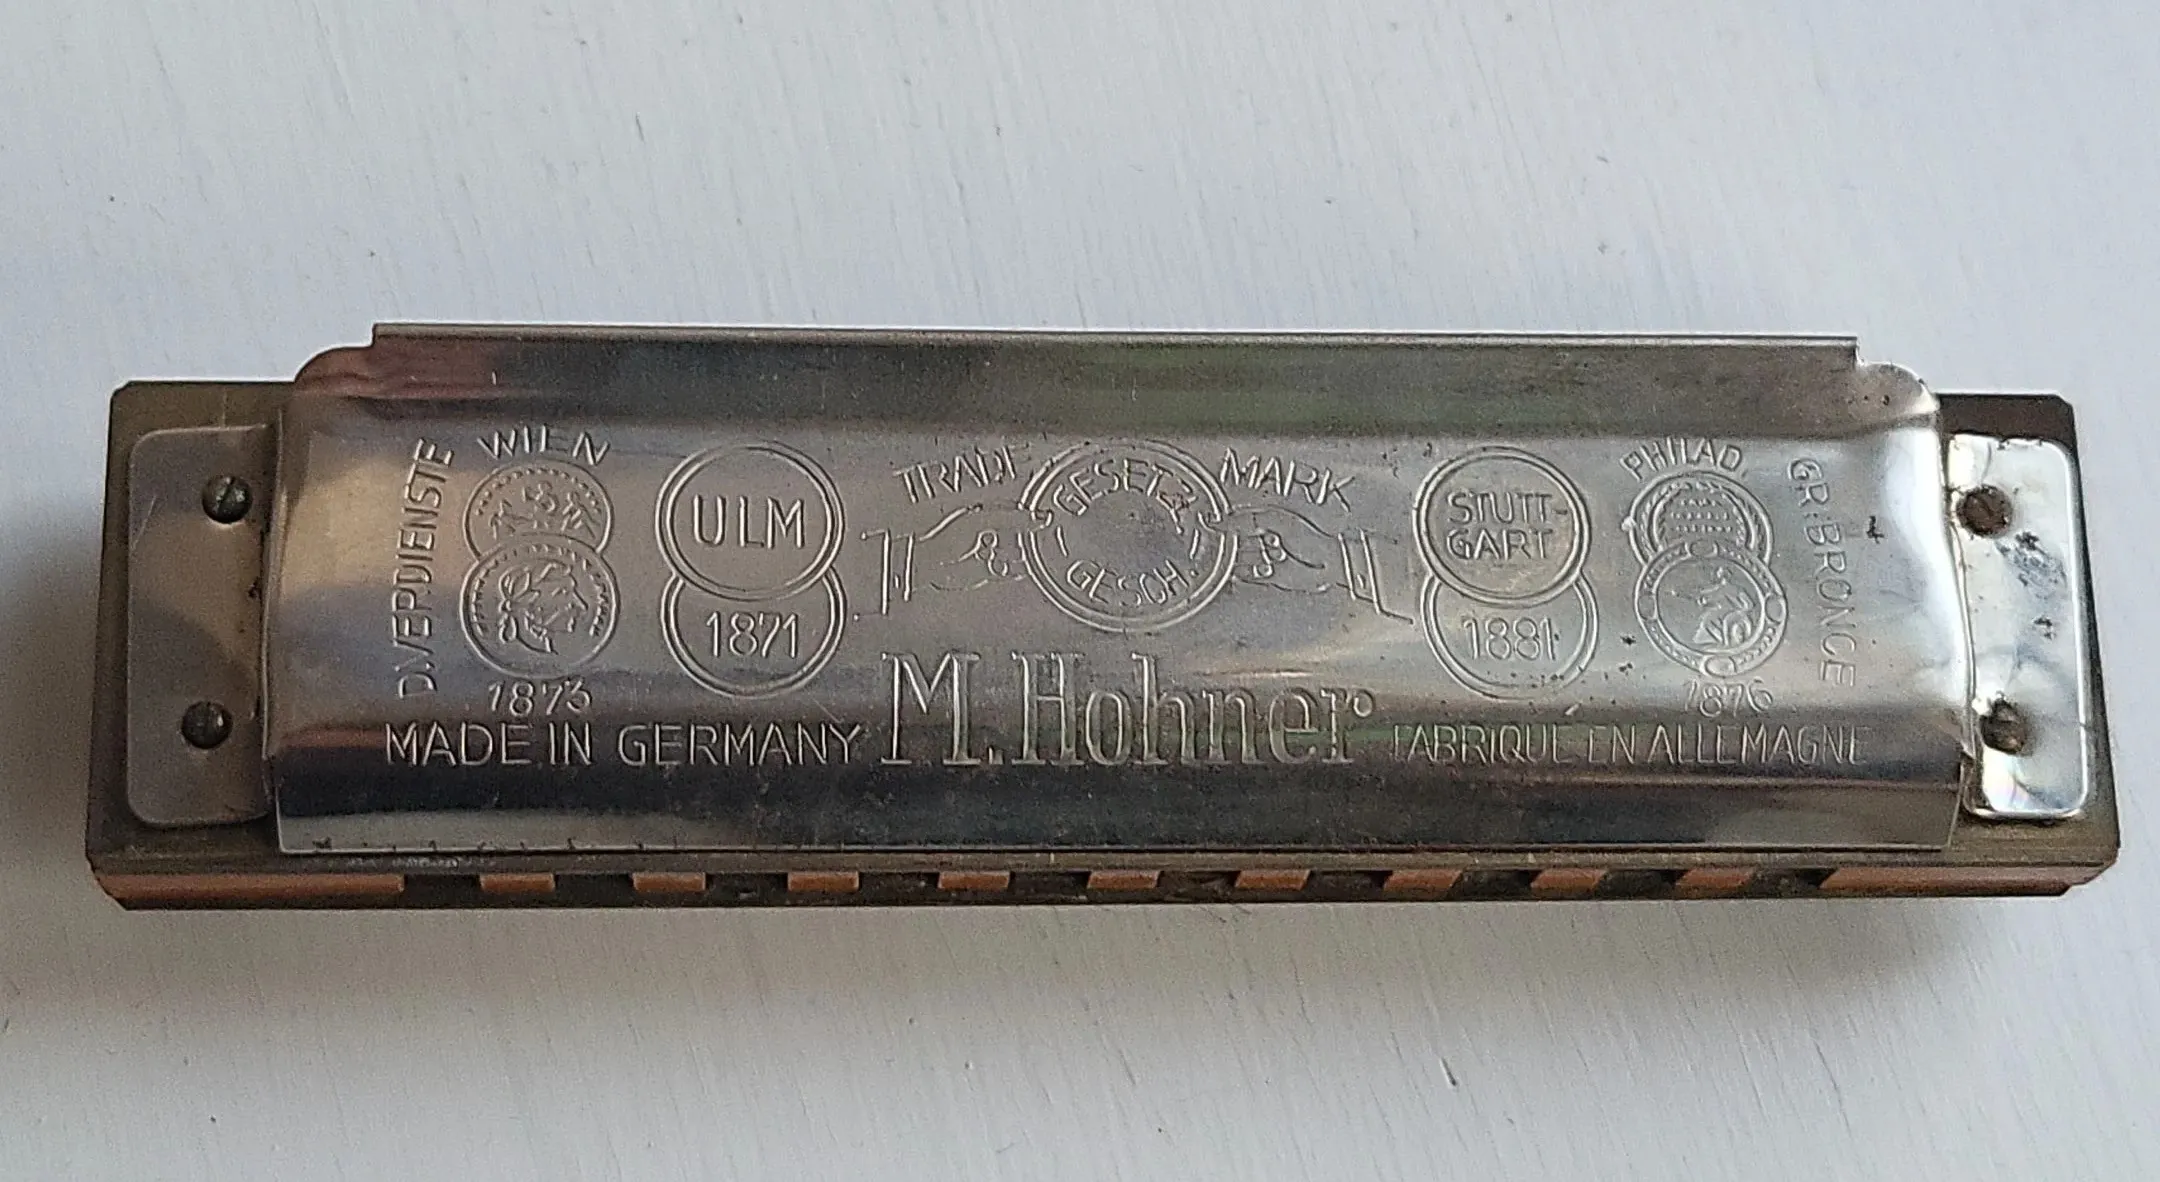 D.VERDIENSTE
WIEN
1873
ULM
1871
TRADE MARK
GESETZL.
GESCH.
STUTT-
GART
1881
PHILAD.
1876
GR:BRONCE
MADE IN GERMANY M. Hohner FABRIQUÉ EN ALLEMAGNE